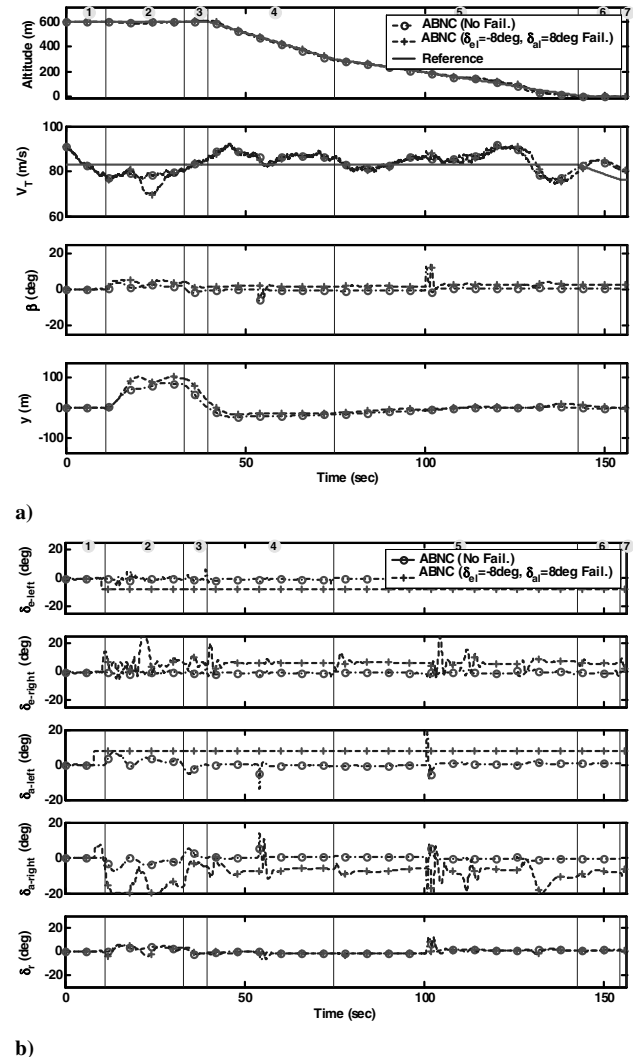 1 2 3 4 5 6 7
ABNC (No Fail.)
ABNC (δel=-8deg, δal=8deg Fail.)
Reference
Altitude (m)
600
400
200
0
V_T (m/s)
100
80
60
β (deg)
20
0
-20
y (m)
100
0
-100
0 50 100 150
Time (sec)
a)
1 2 3 4 5 6 7
ABNC (No Fail.)
ABNC (δel=-8deg, δal=8deg Fail.)
δe-left (deg)
20
0
-20
δe-right (deg)
20
0
-20
δa-left (deg)
20
0
-20
δa-right (deg)
20
0
-20
δr (deg)
20
0
-20
0 50 100 150
Time (sec)
b)